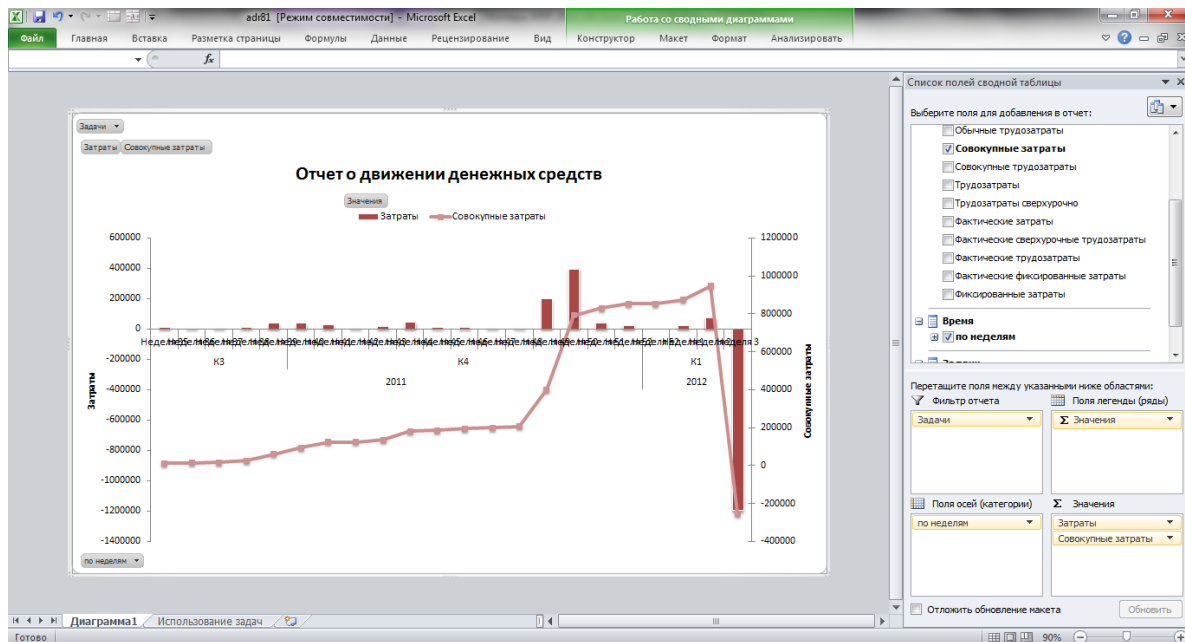 adr81 [Режим совместимости] - Microsoft Excel
Работа со сводными диаграммами
Файл Главная Вставка Разметка страницы Формулы Данные Рецензирование Вид Конструктор Макет Формат Анализировать
fx
Список полей сводной таблицы
Выберите поля для добавления в отчет:
Обычные трудозатраты
Совокупные затраты
Совокупные трудозатраты
Трудозатраты
Трудозатраты сверхурочно
Фактические затраты
Фактические сверхурочные трудозатраты
Фактические трудозатраты
Фактические фиксированные затраты
Фиксированные затраты
Время
по неделям
Перетащите поля между указанными ниже областями:
Фильтр отчета
Поля легенды (ряды)
Задачи
Σ Значения
Поля осей (категории)
Σ Значения
по неделям
Затраты
Совокупные затраты
Отложить обновление макета
Обновить
Задачи
Затраты Совокупные затраты
Отчет о движении денежных средств
Значения
Затраты Совокупные затраты
600000
400000
200000
0
-200000
-400000
-600000
-800000
-1000000
-1200000
-1400000
Затраты
1200000
1000000
800000
600000
400000
200000
0
-200000
-400000
Совокупные затраты
К3 К4 К1
2011 2012
по неделям
Диаграмма1 Использование задач
Готово
90%